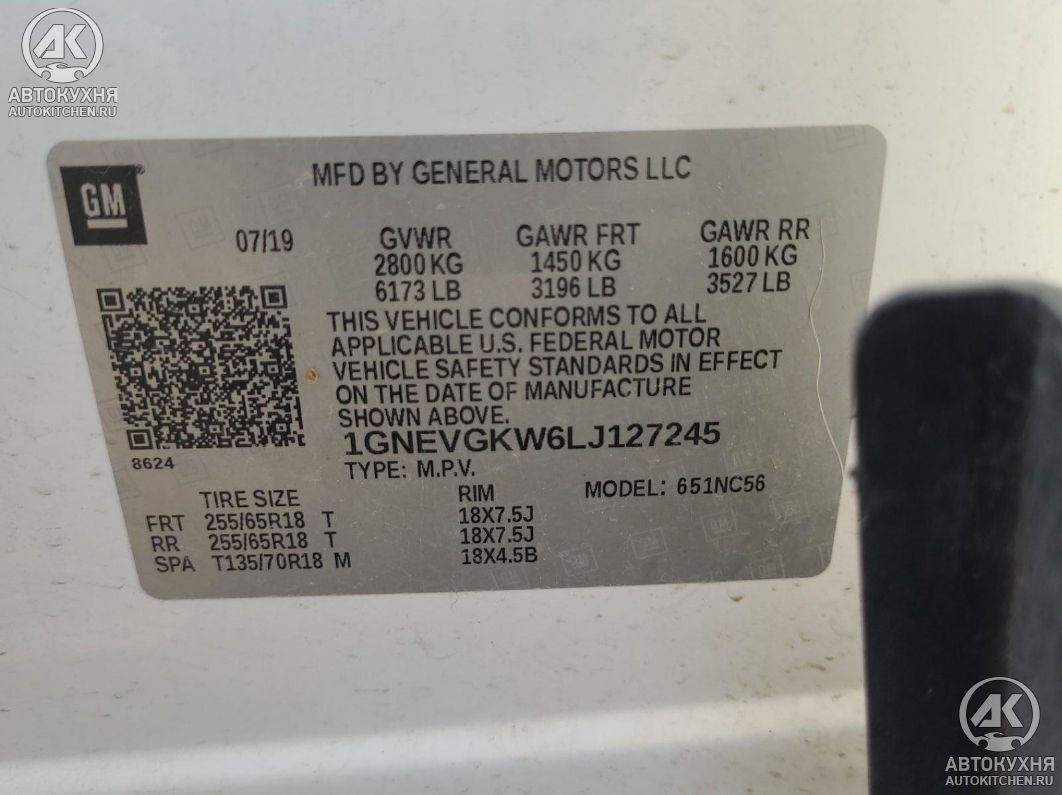 AK
АВТОКУХНЯ
AUTOKITCHEN.RU
GM
MFD BY GENERAL MOTORS LLC
07/19 GVWR GAWR FRT GAWR RR
2800 KG 1450 KG 1600 KG
6173 LB 3196 LB 3527 LB
THIS VEHICLE CONFORMS TO ALL
APPLICABLE U.S. FEDERAL MOTOR
VEHICLE SAFETY STANDARDS IN EFFECT
ON THE DATE OF MANUFACTURE
SHOWN ABOVE.
1GNEVGKW6LJ127245
8624
TYPE: M.P.V. MODEL: 651NC56
TIRE SIZE RIM
FRT 255/65R18 T 18X7.5J
RR 255/65R18 T 18X7.5J
SPA T135/70R18 M 18X4.5B
AK
АВТОКУХНЯ
AUTOKITCHEN.RU